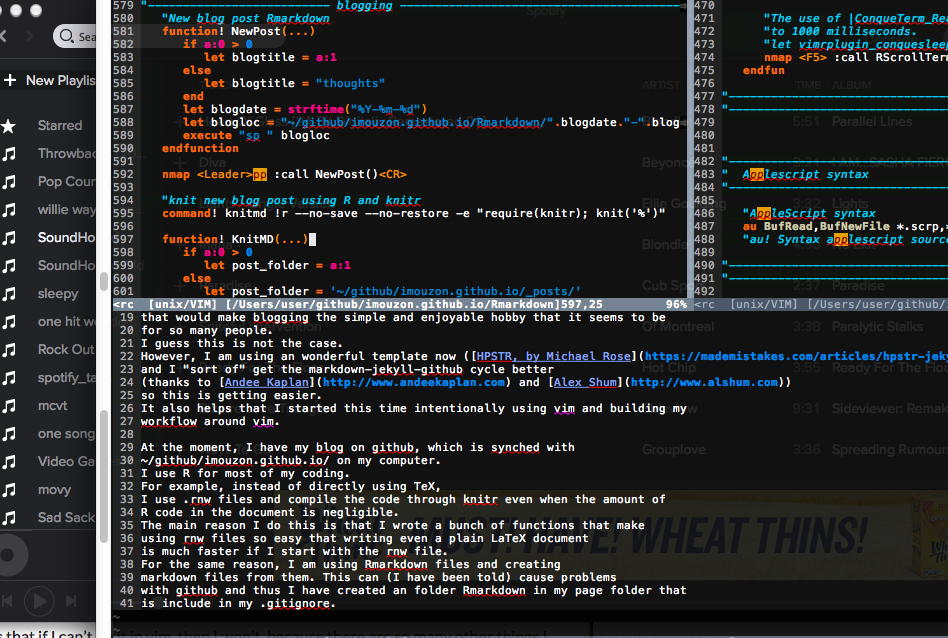 Sea
New Playlis
Starred
Throwbac
Pop Cour
willie way
SoundHo
SoundHo
sleepy
one hit w
Rock Out
spotify_ta
mcvt
one song
Video Ga
movy
Sad Sack
579 "------------------------------ blogging ------------------------------
580 "New blog post Rmarkdown
581 function! NewPost(...)
582 if a:0 > 0
583 let blogtitle = a:1
584 else
585 let blogtitle = "thoughts"
586 end
587 let blogdate = strftime("%Y-%m-%d")
588 let blogloc = "~/github/imouzon.github.io/Rmarkdown/".blogdate."-".blog
589 execute "sp " blogloc
590 endfunction
591
592 nmap <Leader>pp :call NewPost()<CR>
593
594 "knit new blog post using R and knitr
595 command! knitmd !r --no-save --no-restore -e "require(knitr); knit('%')"
596
597 function! KnitMD(...)
598 if a:0 > 0
599 let post_folder = a:1
600 else
601 let post_folder = '~/github/imouzon.github.io/_posts/'
<rc [unix/VIM] [/Users/user/github/imouzon.github.io/Rmarkdown]597,25 96%
470
471 "The use of |ConqueTerm_Re
472 "to 1000 milliseconds.
473 "let vimrplugin_conquesleep
474 nmap <F5> :call RScrollTerm
475 endfun
476
477 "------------------------------
478 "------------------------------
479
480
481
482 "------------------------------
483 " Applescript syntax
484 "------------------------------
485
486 "AppleScript syntax
487 au BufRead,BufNewFile *.scrp,*
488 "au! Syntax applescript source
489
490 "------------------------------
491 "------------------------------
492
<rc [unix/VIM] [/Users/user/github/
19 that would make blogging the simple and enjoyable hobby that it seems to be
20 for so many people.
21 I guess this is not the case.
22 However, I am using an wonderful template now ([HPSTR, by Michael Rose](https://mademistakes.com/articles/hpstr-jeky
23 and I "sort of" get the markdown-jekyll-github cycle better
24 (thanks to [Andee Kaplan](http://www.andeekaplan.com) and [Alex Shum](http://www.alshum.com))
25 so this is getting easier.
26 It also helps that I started this time intentionally using vim and building my
27 workflow around vim.
28
29 At the moment, I have my blog on github, which is synched with
30 ~/github/imouzon.github.io/ on my computer.
31 I use R for most of my coding.
32 For example, instead of directly using TeX,
33 I use .rnw files and compile the code through knitr even when the amount of
34 R code in the document is negligible.
35 The main reason I do this is that I wrote a bunch of functions that make
36 using rnw files so easy that writing even a plain LaTeX document
37 is much faster if I start with the rnw file.
38 For the same reason, I am using Rmarkdown files and creating
39 markdown files from them. This can (I have been told) cause problems
40 with github and thus I have created an folder Rmarkdown in my page folder that
41 is include in my .gitignore.
~
~
Spotify
ARTIST
TIME ALBUM
5:51 Parallel Lines
Diva
Beyonc
I AM...SASHA FIER
Ellie Go
3:32 Lights
Blondie
Cub Sp
3:37 Paradise
Of Montreal
3:38 Paralytic Stalks
Hot Chip
3:55 Ready For The Floo
9:31 Sideviewer: Remak
Grouplove
3:36 Spreading Rumour
MUST! HAVE! WHEAT THINS!